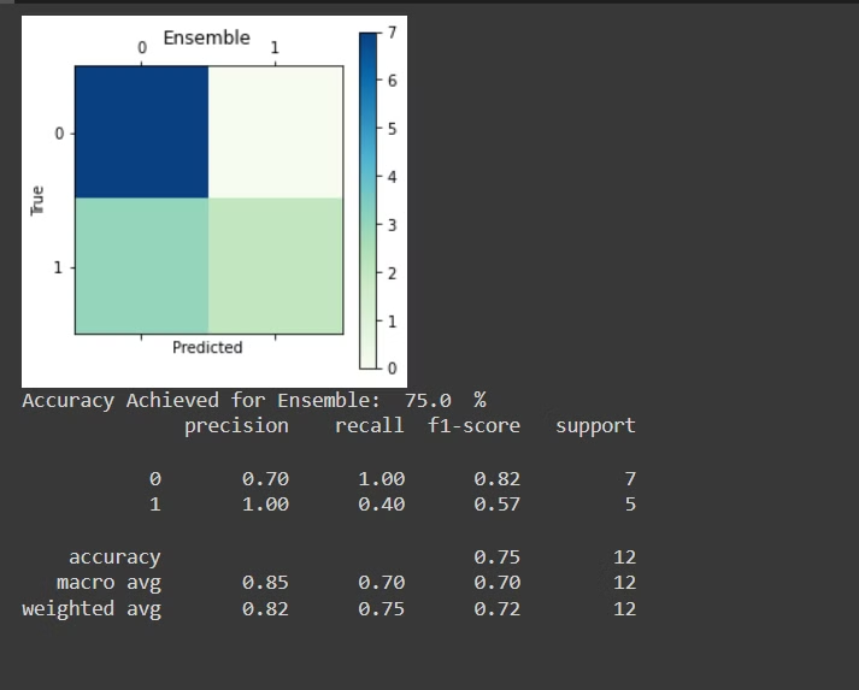 Ensemble
0 1
7
6
5
4
3
2
1
0
True
0
1
Predicted
Accuracy Achieved for Ensemble:  75.0  %
precision    recall  f1-score   support
0       0.70      1.00      0.82         7
1       1.00      0.40      0.57         5
accuracy                           0.75        12
macro avg       0.85      0.70      0.70        12
weighted avg       0.82      0.75      0.72        12